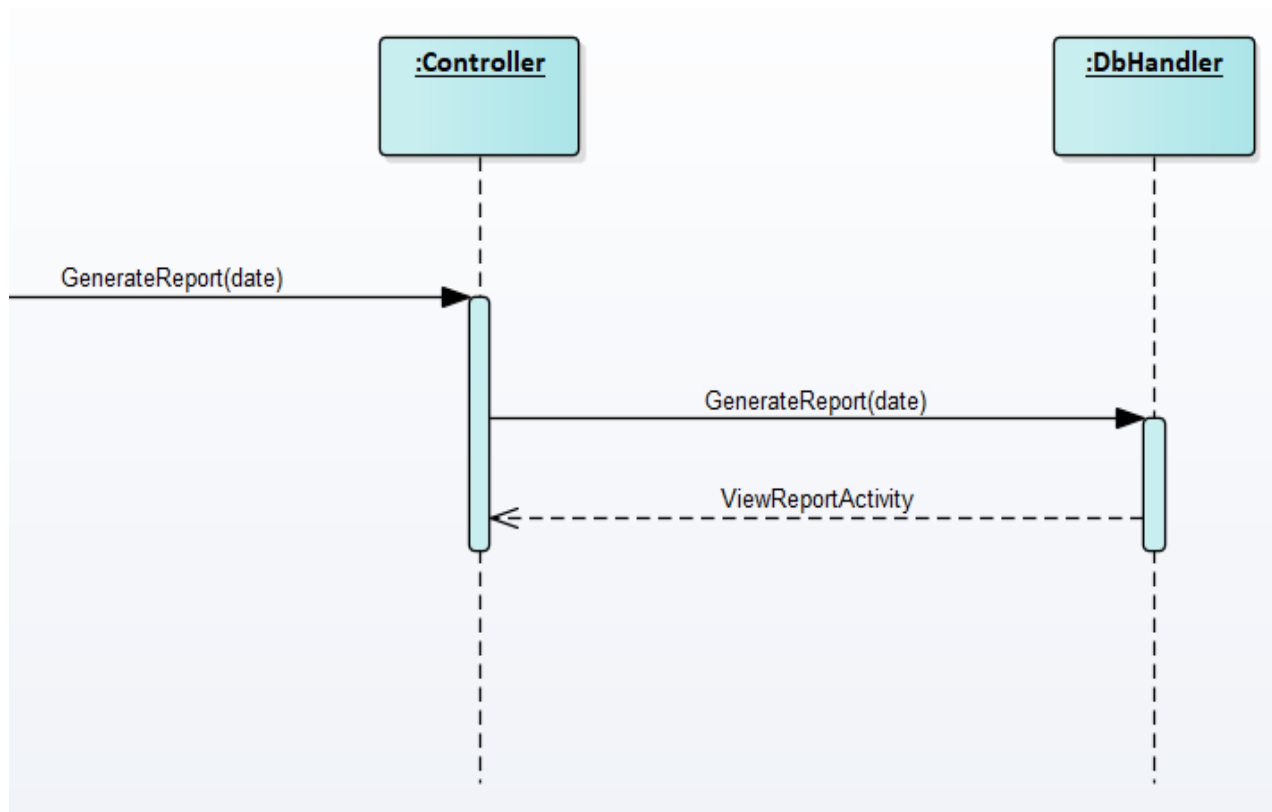 :Controller
:DbHandler
GenerateReport(date)
GenerateReport(date)
ViewReportActivity